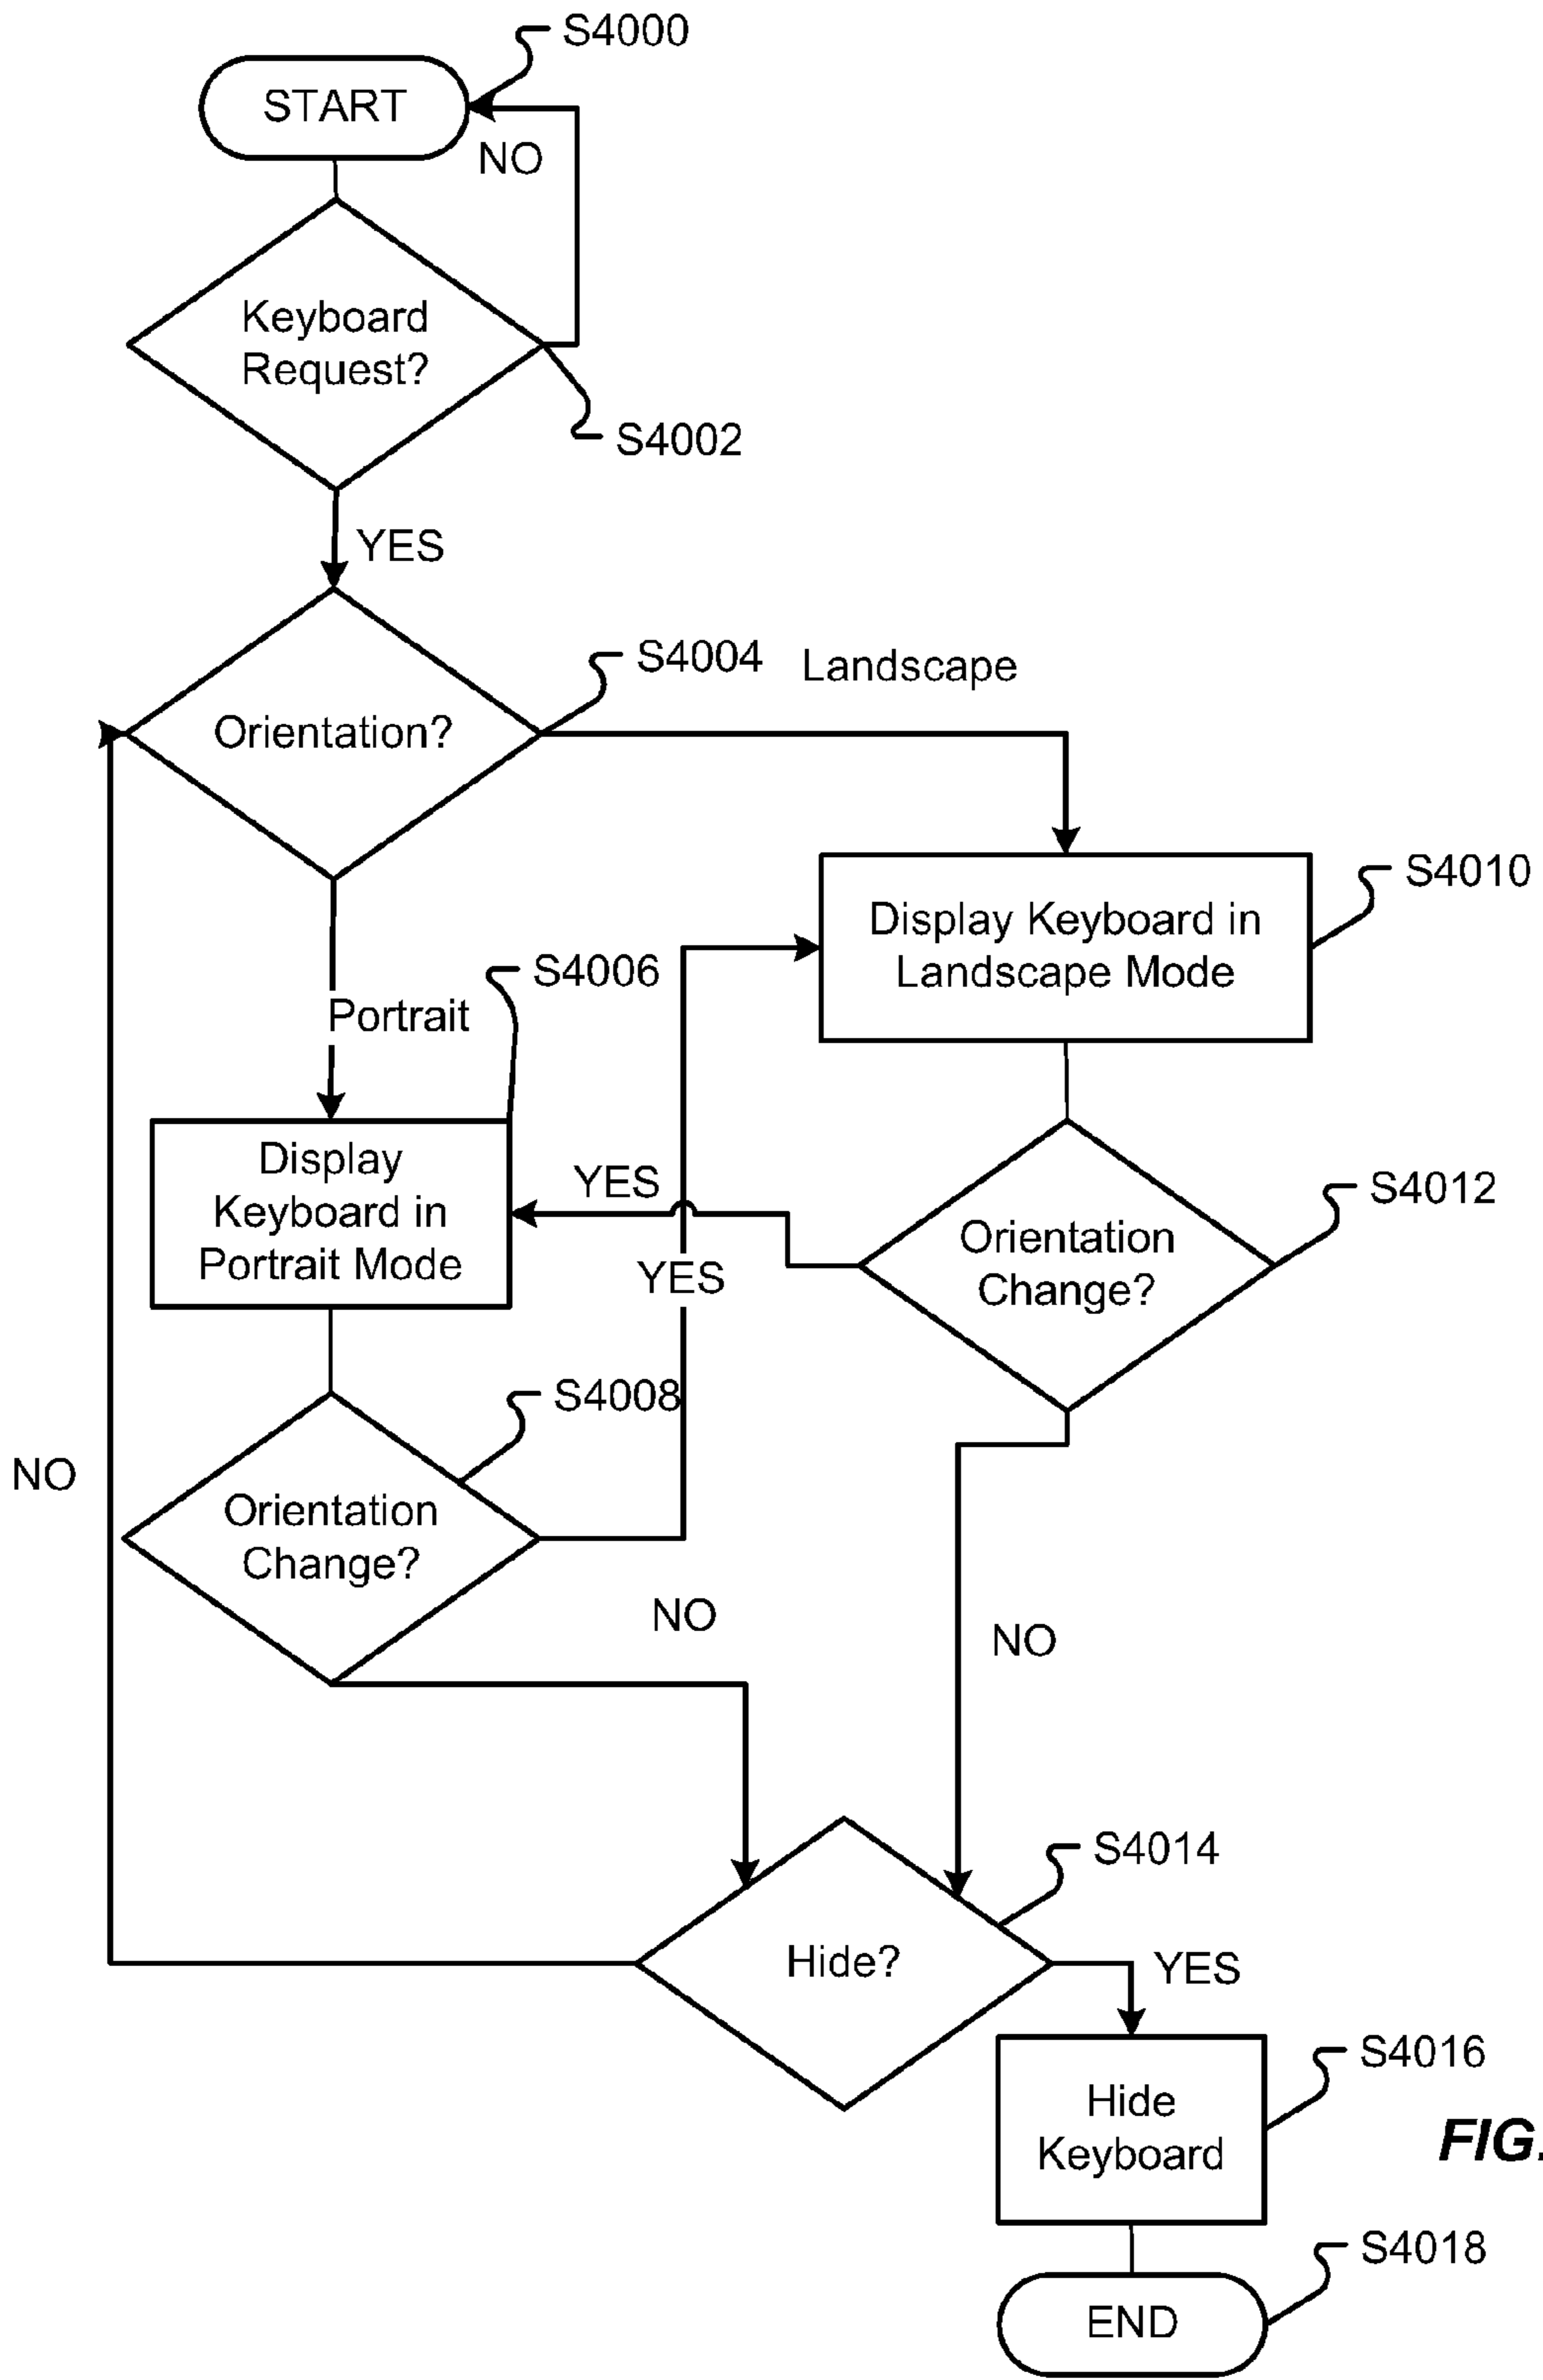 S4000
START
NO
Keyboard
Request?
S4002
YES
S4004
Landscape
Orientation?
S4010
Display Keyboard in
Landscape Mode
S4006
Portrait
Display
Keyboard in
Portrait Mode
YES
S4012
Orientation
Change?
YES
S4008
NO
Orientation
Change?
NO
NO
S4014
Hide?
YES
S4016
Hide
Keyboard
FIG.
S4018
END